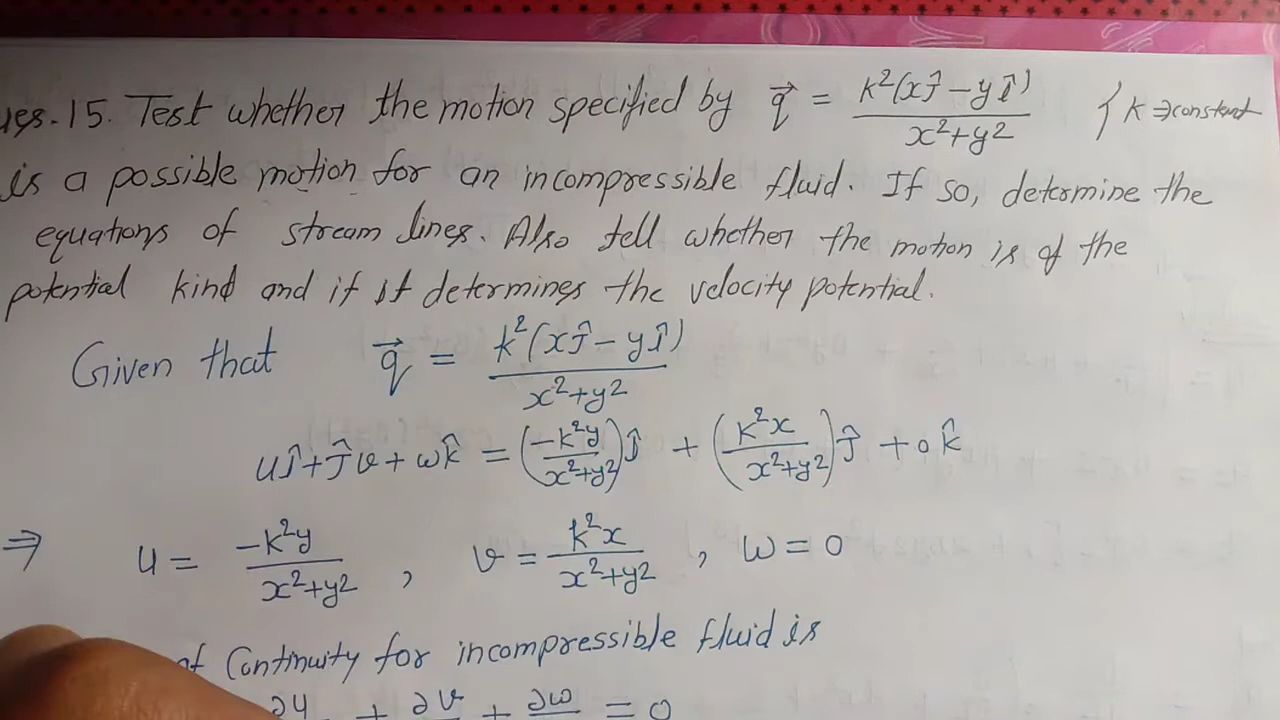 es.-15. Test whether the motion specified by q⃗ = k²(xĵ - yî) / x²+y² { k ⇒ constant
is a possible motion for an incompressible fluid. If so, determine the
equations of stream lines. Also tell whether the motion is of the
potential kind and if it determines the velocity potential.
Given that q⃗ = k²(xĵ - yî) / x²+y²
uî + ĵv + wk̂ = (-k²y / x²+y²)î + (k²x / x²+y²)ĵ + 0k̂
⇒ u = -k²y / x²+y² , v = k²x / x²+y² , w = 0
of Continuity for incompressible fluid is
∂u + ∂v + ∂w = 0